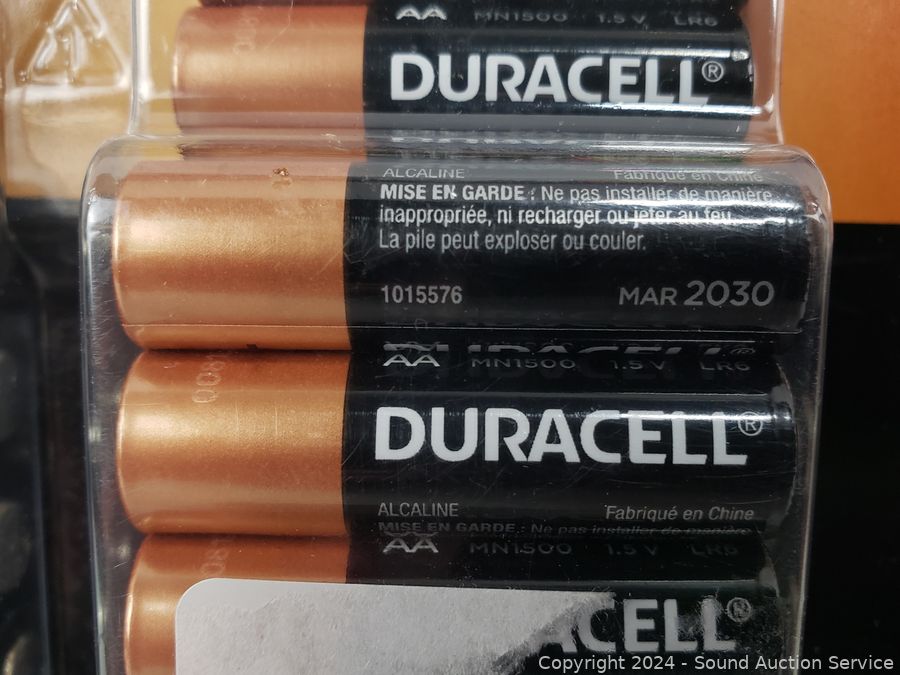 AA MN1500 1.5 V LR6
DURACELL®
ALCALINE Fabriqué en Chine
MISE EN GARDE : Ne pas installer de manière
inappropriée, ni recharger ou jeter au feu.
La pile peut exploser ou couler.
1015576 MAR 2030
AA MN1500 1.5 V LR6
DURACELL®
ALCALINE Fabriqué en Chine
MISE EN GARDE : Ne pas installer de manière
AA MN1500 1.5 V LR6
ACELL®
Copyright 2024 - Sound Auction Service